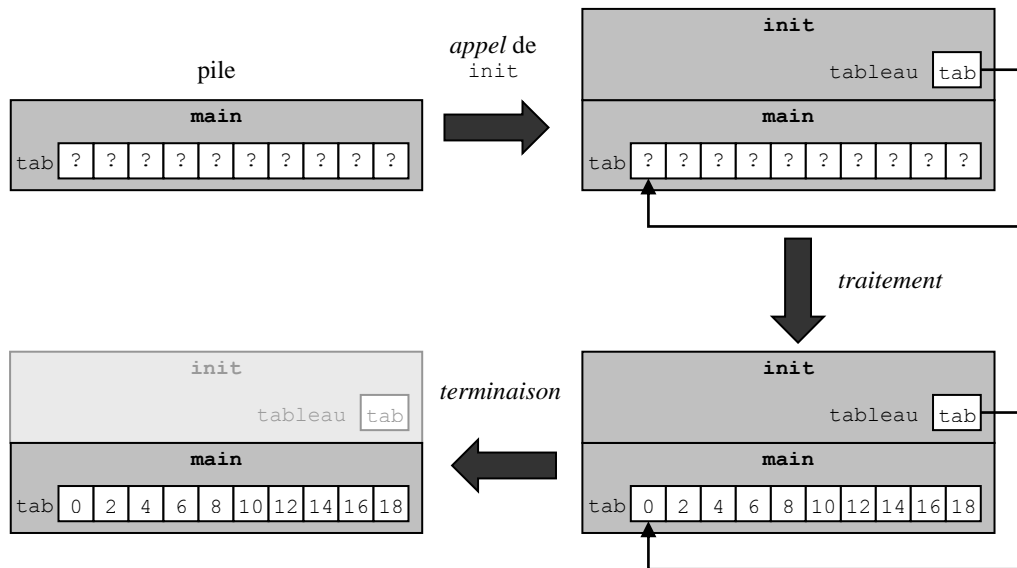 pile
main
tab ? ? ? ? ? ? ? ? ? ?
appel de
init
init
tableau tab
main
tab ? ? ? ? ? ? ? ? ? ?
traitement
init
tableau tab
main
tab 0 2 4 6 8 10 12 14 16 18
terminaison
init
tableau tab
main
tab 0 2 4 6 8 10 12 14 16 18